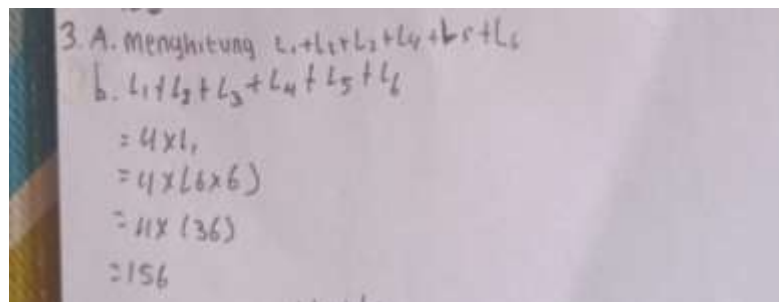 3. A. Menghitung L1+L2+L3+L4+L5+L6
b. L1+L2+L3+L4+L5+L6
= 4xL1
= 4x(6x6)
= 4x (36)
= 156